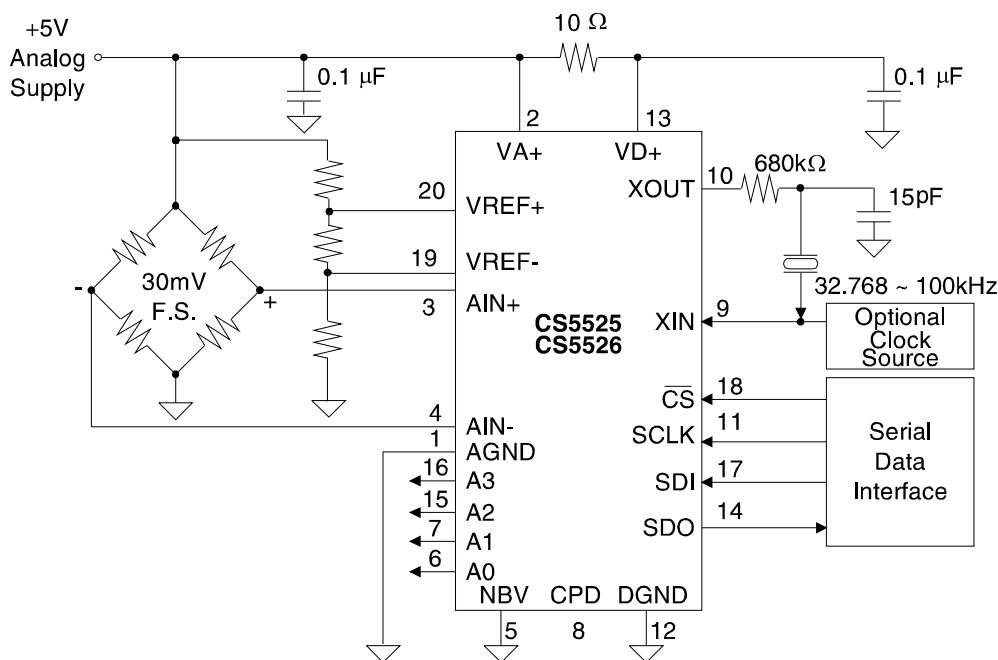 +5V
Analog
Supply
10 Ω
0.1 µF
0.1 µF
2
13
VA+
VD+
680kΩ
10
XOUT
15pF
20
VREF+
19
VREF-
30mV
F.S.
-
+
3
AIN+
32.768 ~ 100kHz
9
XIN
Optional
Clock
Source
CS5525
CS5526
18
CS
4
AIN-
11
SCLK
1
AGND
16
A3
17
SDI
15
A2
14
SDO
7
A1
6
A0
Serial
Data
Interface
NBV
CPD
DGND
5
8
12